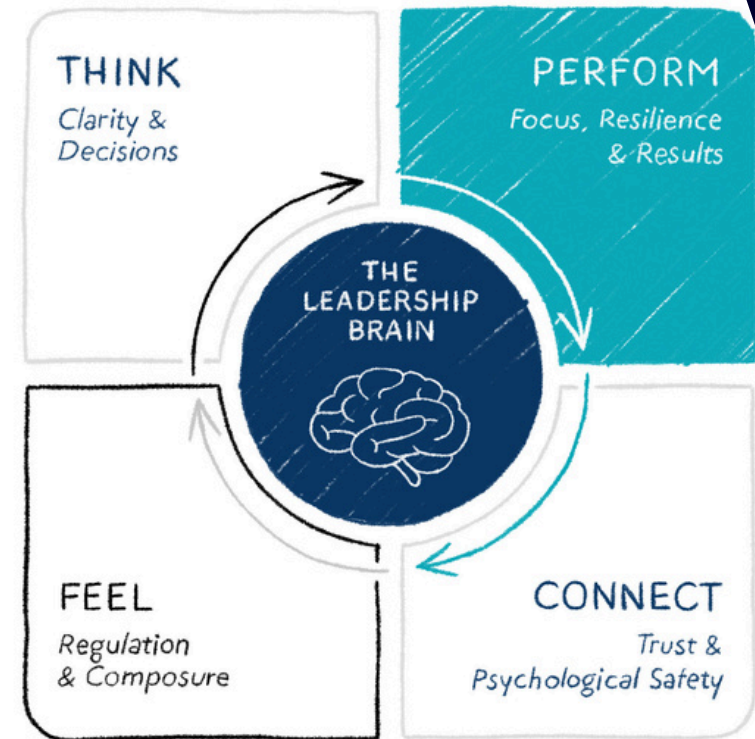 THINK
Clarity &
Decisions
PERFORM
Focus, Resilience
& Results
THE
LEADERSHIP
BRAIN
FEEL
Regulation
& Composure
CONNECT
Trust &
Psychological Safety